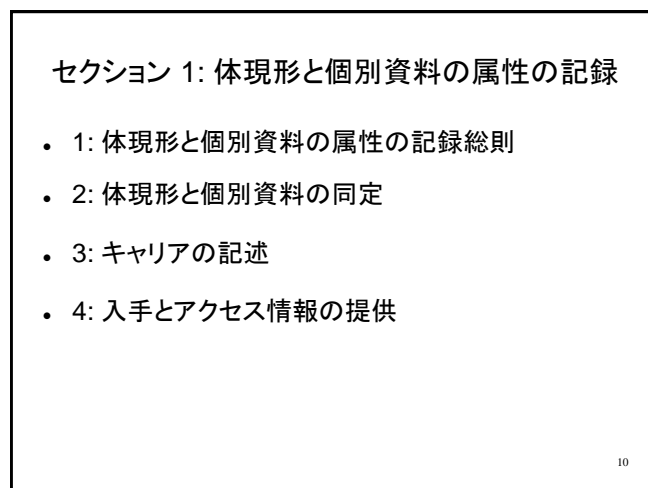 セクション 1: 体現形と個別資料の属性の記録
• 1: 体現形と個別資料の属性の記録総則
• 2: 体現形と個別資料の同定
• 3: キャリアの記述
• 4: 入手とアクセス情報の提供
10